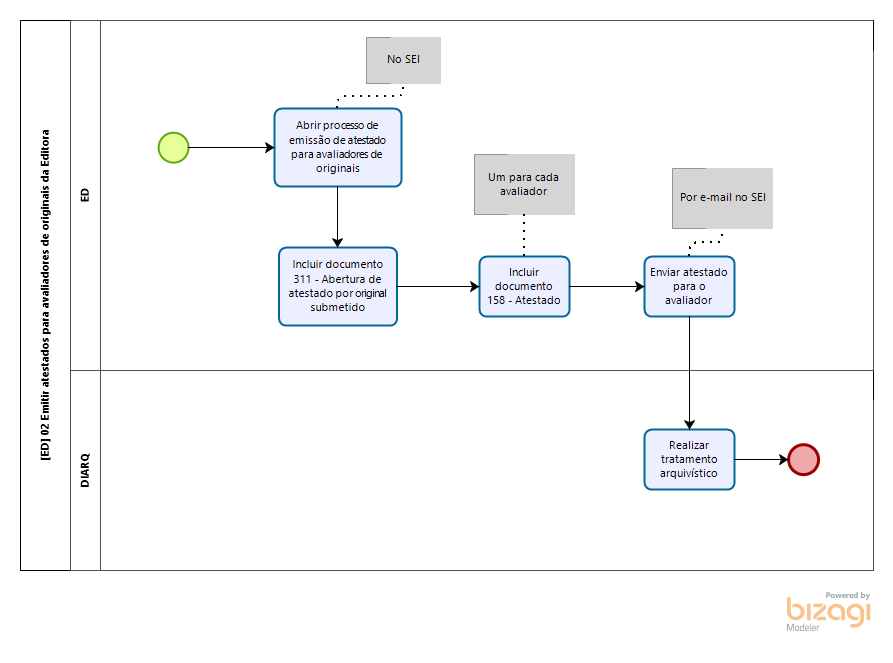 [ED] 02 Emitir atestados para avaliadores de originais da Editora
ED
No SEI
Abrir processo de
emissão de atestado
para avaliadores de
originais
Um para cada
avaliador
Por e-mail no SEI
Incluir documento
311 - Abertura de
atestado por original
submetido
Incluir
documento
158 - Atestado
Enviar atestado
para o
avaliador
DIARQ
Realizar
tratamento
arquivístico
Powered by
bizagi
Modeler